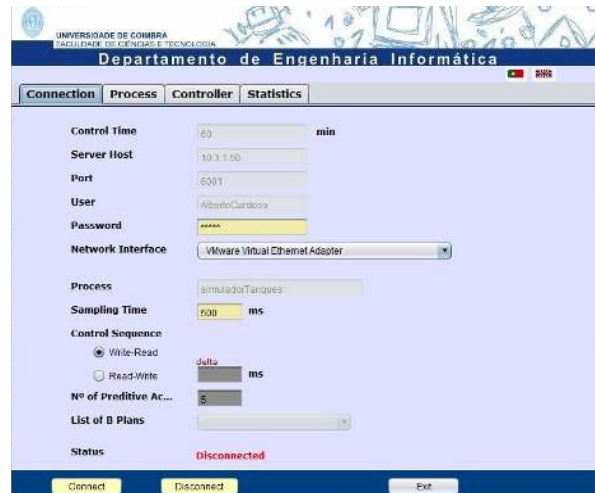 UNIVERSIDADE DE COIMBRA
FACULDADE DE CIÊNCIAS E TECNOLOGIA
Departamento de Engenharia Informática
Connection Process Controller Statistics
Control Time 60 min
Server Host 10.3.1.50
Port 6001
User AlbertoCardoso
Password *****
Network Interface VMware Virtual Ethernet Adapter
Process simuladorTanques
Sampling Time 500 ms
Control Sequence
Write-Read
delta
Read-Write ms
Nº of Preditive Ac... 5
List of B Plans
Status Disconnected
Connect Disconnect Exit